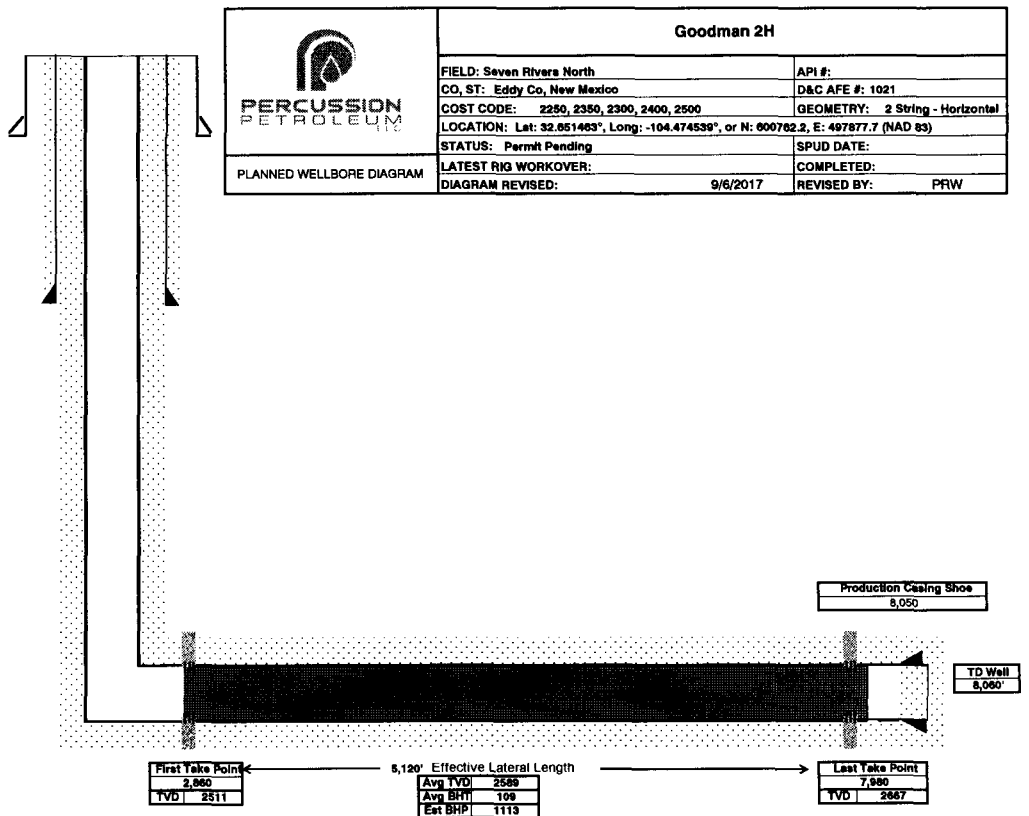 Goodman 2H
PERCUSSION
PETROLEUM
LLC
PLANNED WELLBORE DIAGRAM
FIELD: Seven Rivers North
API #:
CO, ST: Eddy Co, New Mexico
D&C AFE #: 1021
COST CODE: 2250, 2350, 2300, 2400, 2500
GEOMETRY: 2 String - Horizontal
LOCATION: Lat: 32.651463°, Long: -104.474539°, or N: 600762.2, E: 497877.7 (NAD 83)
STATUS: Permit Pending
SPUD DATE:
LATEST RIG WORKOVER:
COMPLETED:
DIAGRAM REVISED: 9/6/2017
REVISED BY: PRW
Production Casing Shoe
8,050
TD Well
8,060'
First Take Point
2,860
TVD 2511
5,120' Effective Lateral Length
Avg TVD 2589
Avg BHT 109
Est BHP 1113
Last Take Point
7,980
TVD 2667